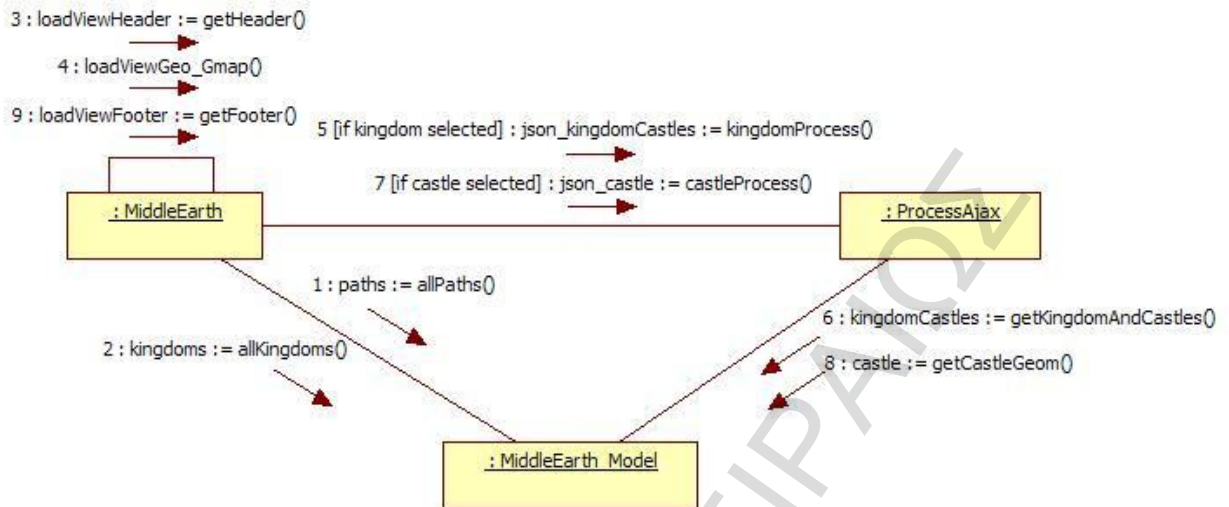 3 : loadViewHeader := getHeader()
4 : loadViewGeo_Gmap()
9 : loadViewFooter := getFooter()
5 [if kingdom selected] : json_kingdomCastles := kingdomProcess()
7 [if castle selected] : json_castle := castleProcess()
: MiddleEarth
: ProcessAjax
1 : paths := allPaths()
2 : kingdoms := allKingdoms()
6 : kingdomCastles := getKingdomAndCastles()
8 : castle := getCastleGeom()
: MiddleEarth_Model
ΕΙΡΑΙΩΣ